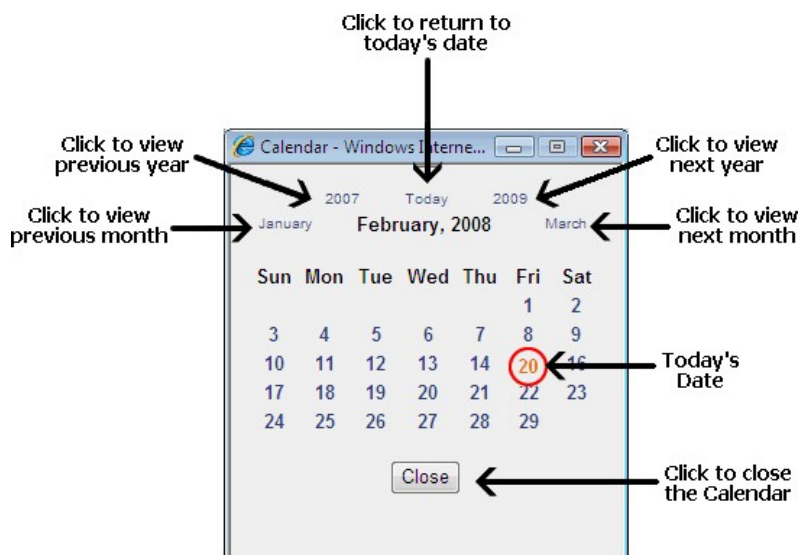 Click to return to
today's date
Calendar - Windows Interne...
Click to view
previous year
Click to view
next year
2007 Today 2009
Click to view
previous month
January February, 2008 March
Click to view
next month
Sun Mon Tue Wed Thu Fri Sat
1 2
3 4 5 6 7 8 9
10 11 12 13 14 20 16
Today's
Date
17 18 19 20 21 22 23
24 25 26 27 28 29
Close
Click to close
the Calendar